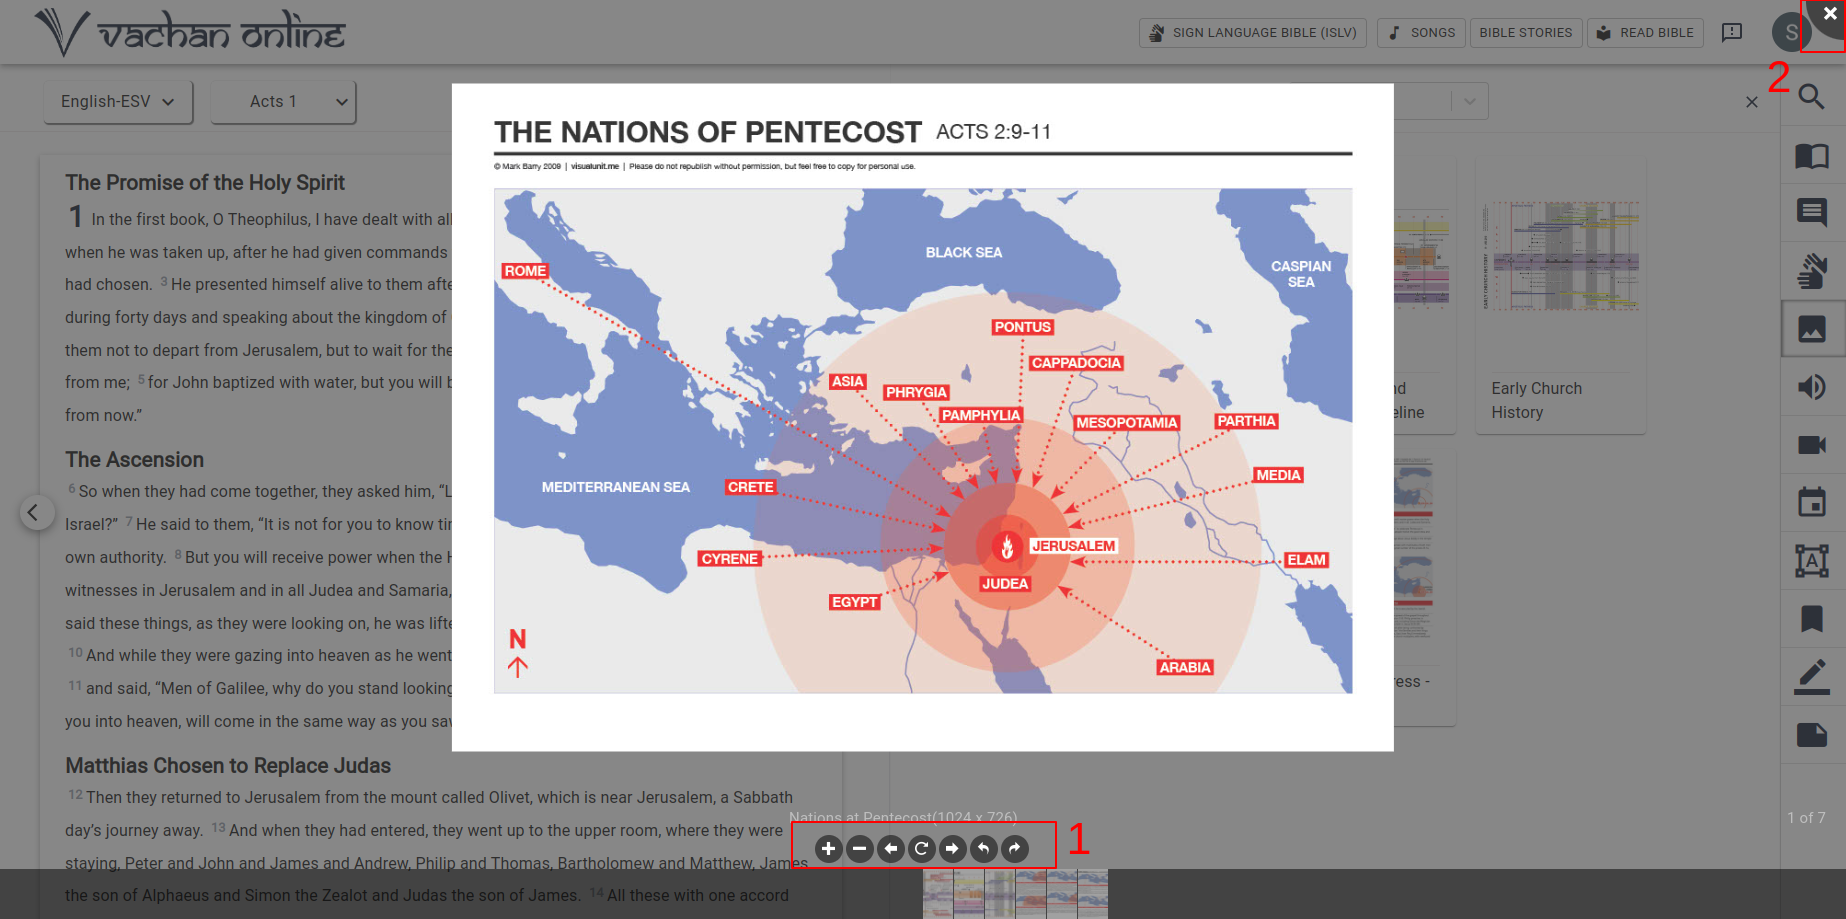 vachan online
SIGN LANGUAGE BIBLE (ISLV)
SONGS
BIBLE STORIES
READ BIBLE
S
2
English-ESV
Acts 1
The Promise of the Holy Spirit
1 In the first book, O Theophilus, I have dealt with all
when he was taken up, after he had given commands
had chosen. 3 He presented himself alive to them afte
during forty days and speaking about the kingdom of
them not to depart from Jerusalem, but to wait for the
from me; 5 for John baptized with water, but you will b
from now.”
The Ascension
6 So when they had come together, they asked him, “L
Israel?” 7 He said to them, “It is not for you to know ti
own authority. 8 But you will receive power when the H
witnesses in Jerusalem and in all Judea and Samaria,
said these things, as they were looking on, he was lifte
10 And while they were gazing into heaven as he went
11 and said, “Men of Galilee, why do you stand looking
you into heaven, will come in the same way as you sav
Matthias Chosen to Replace Judas
12 Then they returned to Jerusalem from the mount called Olivet, which is near Jerusalem, a Sabbath
day’s journey away. 13 And when they had entered, they went up to the upper room, where they were
staying, Peter and John and James and Andrew, Philip and Thomas, Bartholomew and Matthew, James
the son of Alphaeus and Simon the Zealot and Judas the son of James. 14 All these with one accord
THE NATIONS OF PENTECOST ACTS 2:9-11
© Mark Barry 2009 | visualunit.me | Please do not republish without permission, but feel free to copy for personal use.
BLACK SEA
CASPIAN
SEA
ROME
PONTUS
CAPPADOCIA
ASIA
PHRYGIA
PAMPHYLIA
MESOPOTAMIA
PARTHIA
MEDIA
MEDITERRANEAN SEA
CRETE
JERUSALEM
CYRENE
ELAM
JUDEA
EGYPT
N
ARABIA
nd
eline
Early Church
History
ress -
A
Nations at Pentecost(1024 x 726)
1 of 7
1